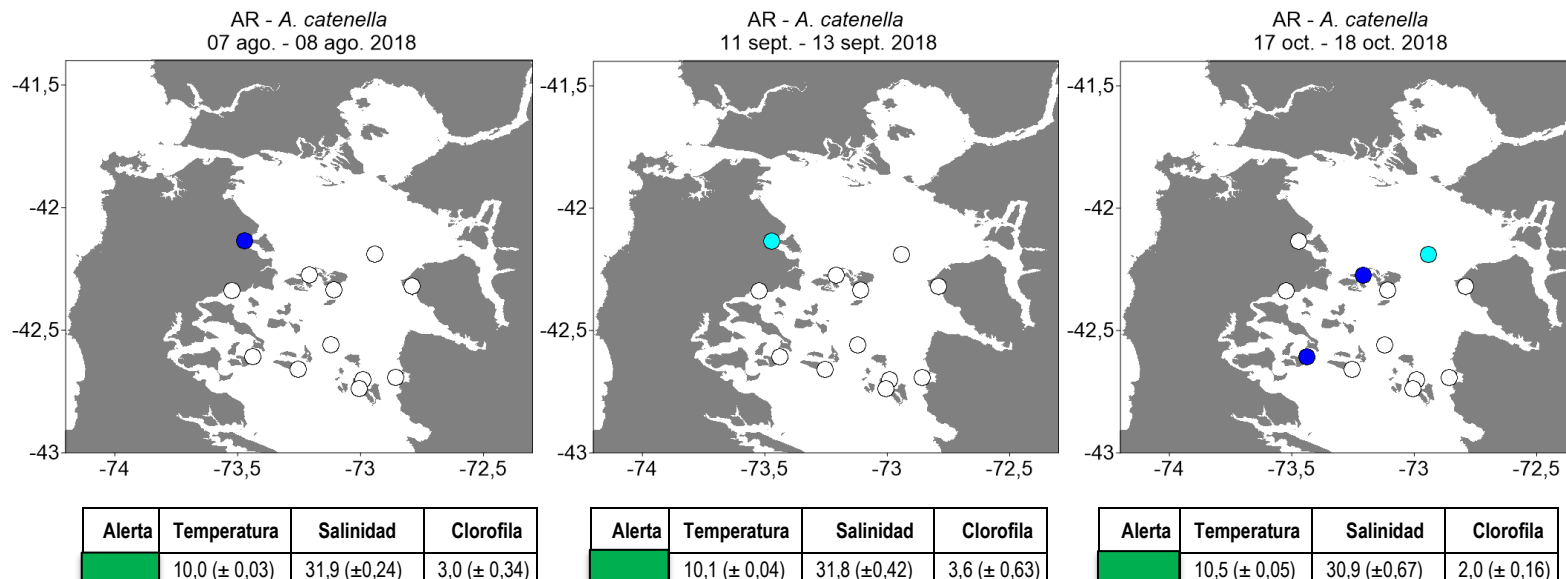 AR - A. catenella
07 ago. - 08 ago. 2018
-41,5
-42
-42,5
-43
-74
-73,5
-73
-72,5
Alerta Temperatura Salinidad Clorofila
10,0 (± 0,03) 31,9 (±0,24) 3,0 (± 0,34)
AR - A. catenella
11 sept. - 13 sept. 2018
-41,5
-42
-42,5
-43
-74
-73,5
-73
-72,5
Alerta Temperatura Salinidad Clorofila
10,1 (± 0,04) 31,8 (±0,42) 3,6 (± 0,63)
AR - A. catenella
17 oct. - 18 oct. 2018
-41,5
-42
-42,5
-43
-74
-73,5
-73
-72,5
Alerta Temperatura Salinidad Clorofila
10,5 (± 0,05) 30,9 (±0,67) 2,0 (± 0,16)